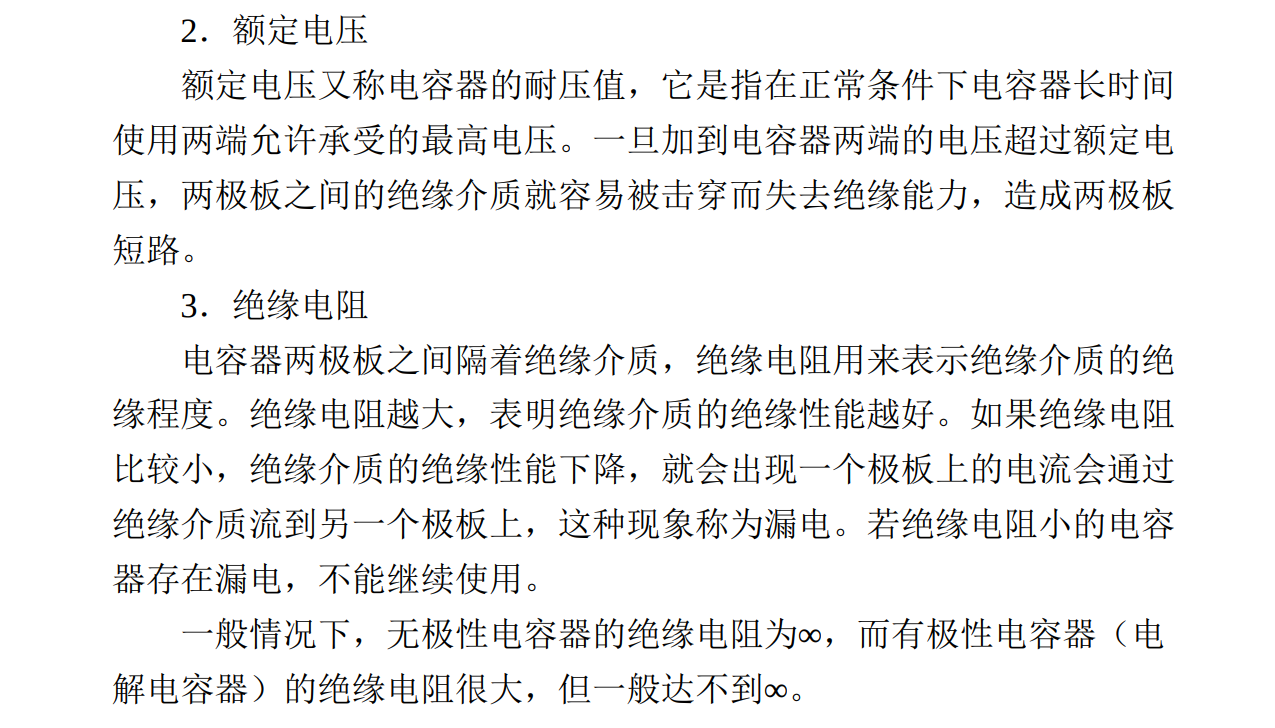 2．额定电压
额定电压又称电容器的耐压值，它是指在正常条件下电容器长时间
使用两端允许承受的最高电压。一旦加到电容器两端的电压超过额定电
压，两极板之间的绝缘介质就容易被击穿而失去绝缘能力，造成两极板
短路。
3．绝缘电阻
电容器两极板之间隔着绝缘介质，绝缘电阻用来表示绝缘介质的绝
缘程度。绝缘电阻越大，表明绝缘介质的绝缘性能越好。如果绝缘电阻
比较小，绝缘介质的绝缘性能下降，就会出现一个极板上的电流会通过
绝缘介质流到另一个极板上，这种现象称为漏电。若绝缘电阻小的电容
器存在漏电，不能继续使用。
一般情况下，无极性电容器的绝缘电阻为∞，而有极性电容器（电
解电容器）的绝缘电阻很大，但一般达不到∞。